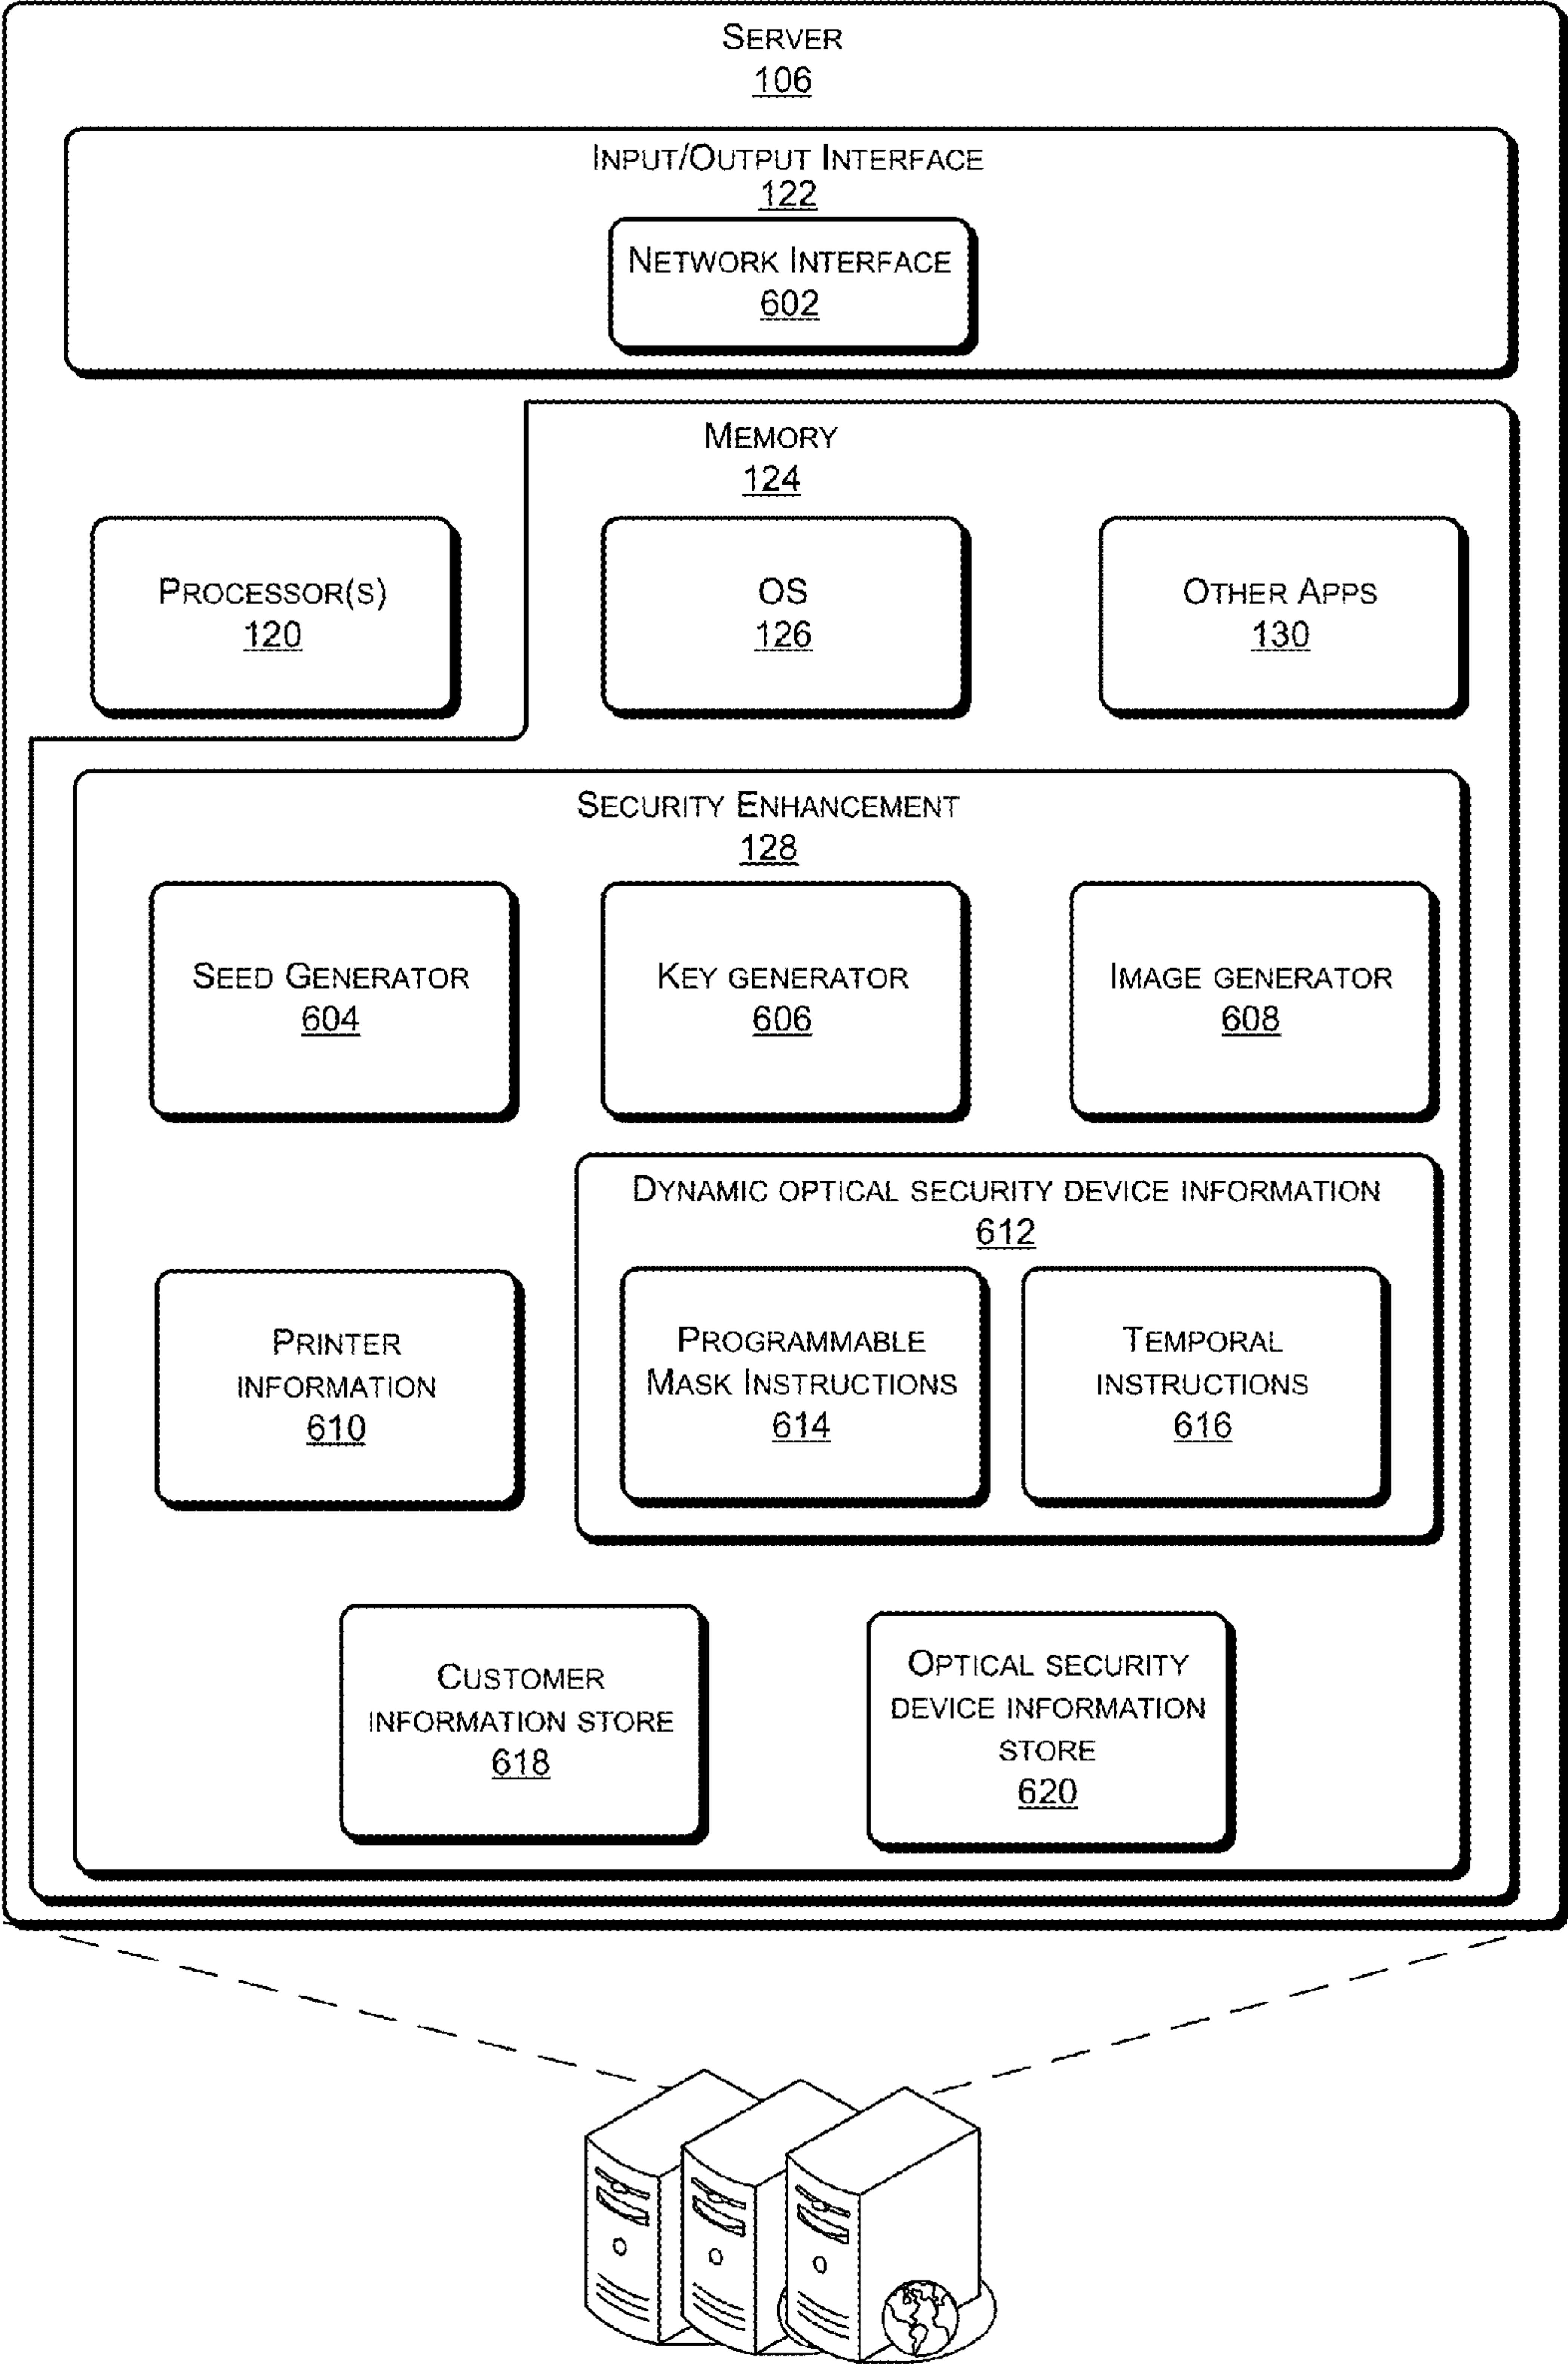 SERVER
106
INPUT/OUTPUT INTERFACE
122
NETWORK INTERFACE
602
MEMORY
124
PROCESSOR(S)
120
OS
126
OTHER APPS
130
SECURITY ENHANCEMENT
128
SEED GENERATOR
604
KEY GENERATOR
606
IMAGE GENERATOR
608
PRINTER
INFORMATION
610
DYNAMIC OPTICAL SECURITY DEVICE INFORMATION
612
PROGRAMMABLE
MASK INSTRUCTIONS
614
TEMPORAL
INSTRUCTIONS
616
CUSTOMER
INFORMATION STORE
618
OPTICAL SECURITY
DEVICE INFORMATION
STORE
620